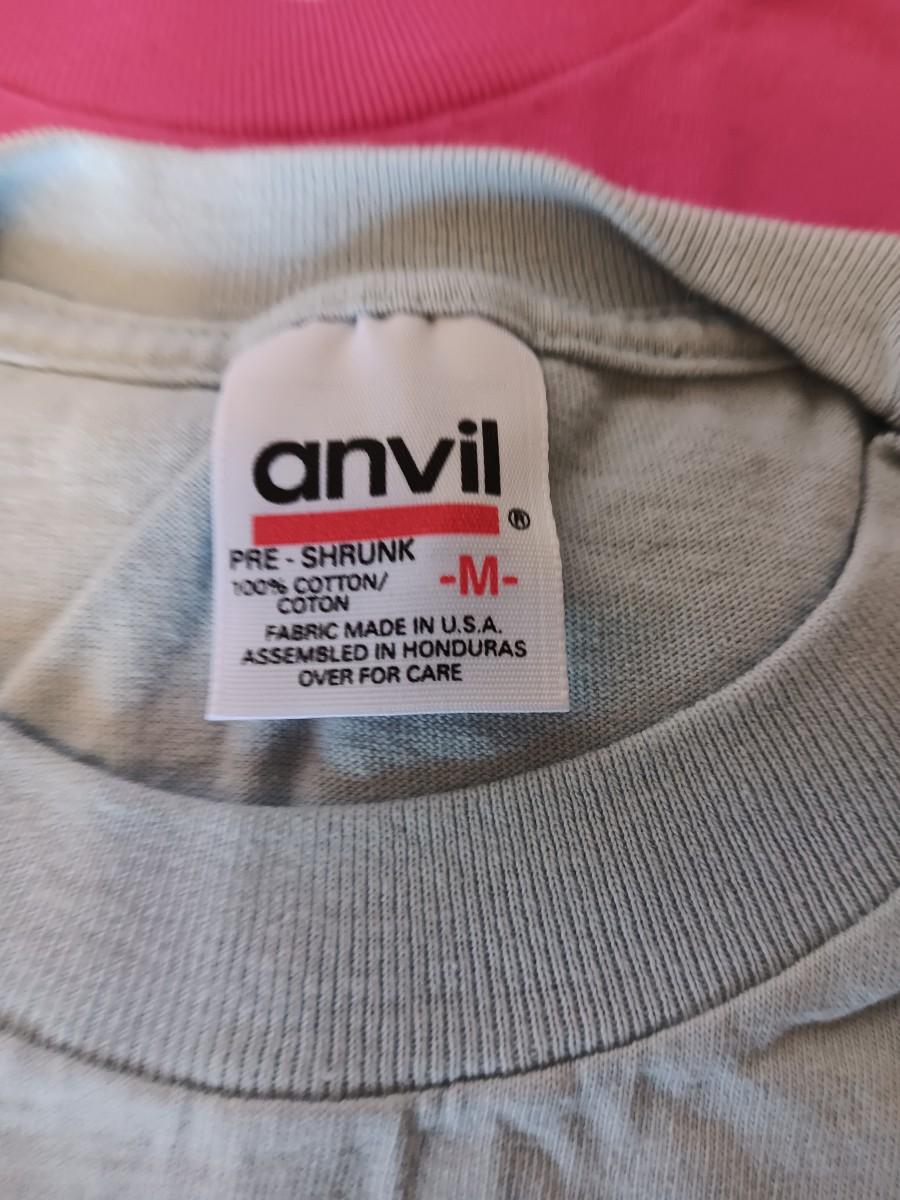 anvil®
PRE - SHRUNK -M-
100% COTTON/
COTON
FABRIC MADE IN U.S.A.
ASSEMBLED IN HONDURAS
OVER FOR CARE